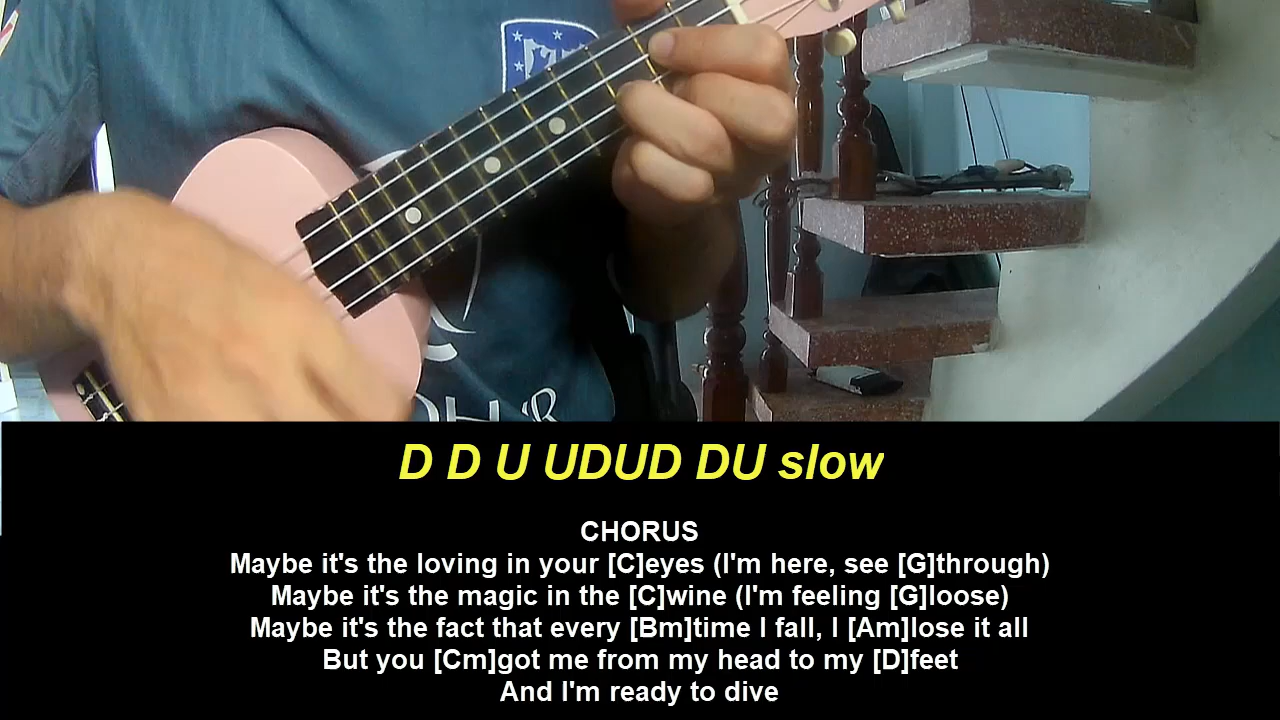 D D U UDUD DU slow
CHORUS
Maybe it's the loving in your [C]eyes (I'm here, see [G]through)
Maybe it's the magic in the [C]wine (I'm feeling [G]loose)
Maybe it's the fact that every [Bm]time I fall, I [Am]lose it all
But you [Cm]got me from my head to my [D]feet
And I'm ready to dive